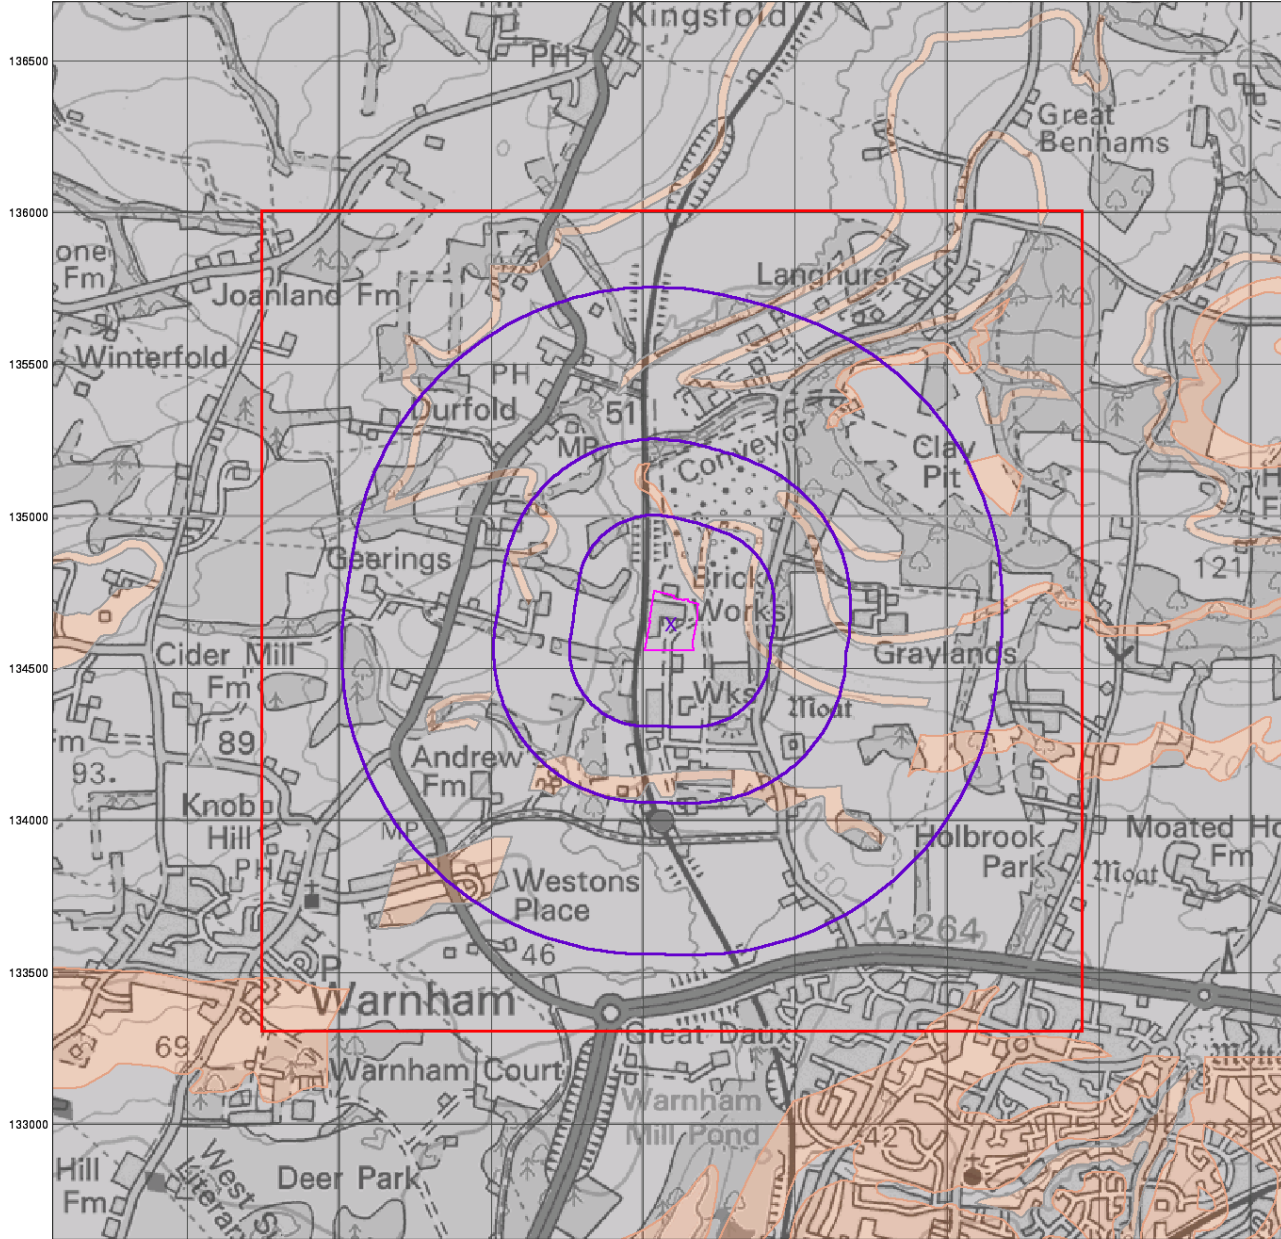 Kingsfold
PH
136500
Great
Benhams
136000
one
Fm
Langhurst
Joanland Fm
Winterfold
135500
PH
Durfold
51
MP
Conveyor
Clay
Pit
H
F
135000
Geerings
Brick
Works
121
X
Cider Mill
Fm
Graylands
134500
Wks
Moat
m
89
93.
Andrew
Fm
Knob
Hill
134000
MP
PH
Holbrook
Park
Moated Ho
Fm
Moat
50
Westons
Place
A 264
46
133500
P
Warnham
69
Great Daux
Moat
Warnham Court
Warnham
Mill Pond
42
133000
Hill
Fm
West S
Literar
Deer Park